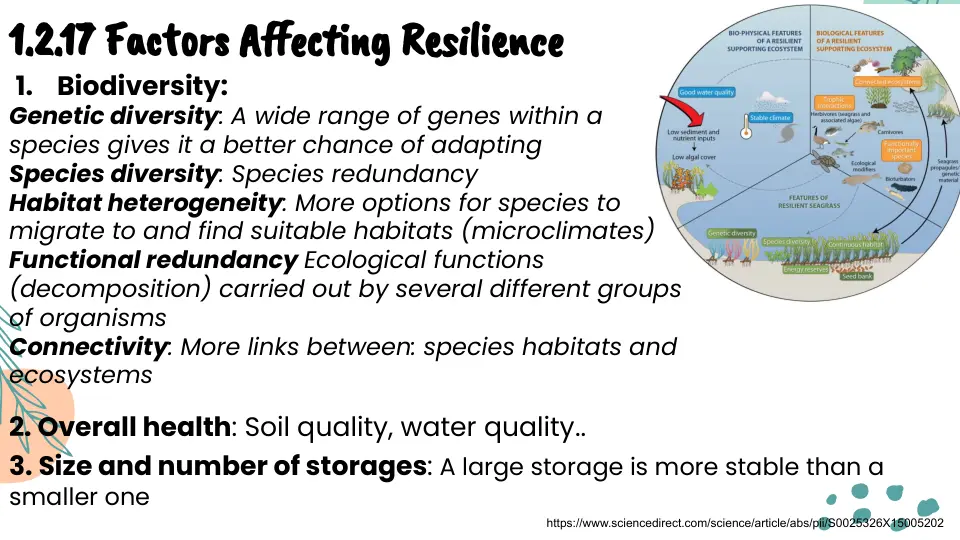 1.2.17 Factors Affecting Resilience
1. Biodiversity:
Genetic diversity: A wide range of genes within a
species gives it a better chance of adapting
Species diversity: Species redundancy
Habitat heterogeneity: More options for species to
migrate to and find suitable habitats (microclimates)
Functional redundancy Ecological functions
(decomposition) carried out by several different groups
of organisms
Connectivity: More links between: species habitats and
ecosystems
2. Overall health: Soil quality, water quality..
3. Size and number of storages: A large storage is more stable than a
smaller one
BIO-PHYSICAL FEATURES
OF A RESILIENT
SUPPORTING ECOSYSTEM
BIOLOGICAL FEATURES
OF A RESILIENT
SUPPORTING ECOSYSTEM
Good water quality
Stable climate
Low sediment and
nutrient inputs
Low algal cover
Connected ecosystems
Trophic
interactions
Herbivores (seagrass and
associated algae)
Carnivores
Functionally
important
species
Ecological
modifiers
Bioturbators
Seagrass
propagules/
genetic
material
FEATURES OF
RESILIENT SEAGRASS
Genetic diversity
Species diversity
Continuous habitat
Energy reserves
Seed bank
https://www.sciencedirect.com/science/article/abs/pii/S0025326X15005202